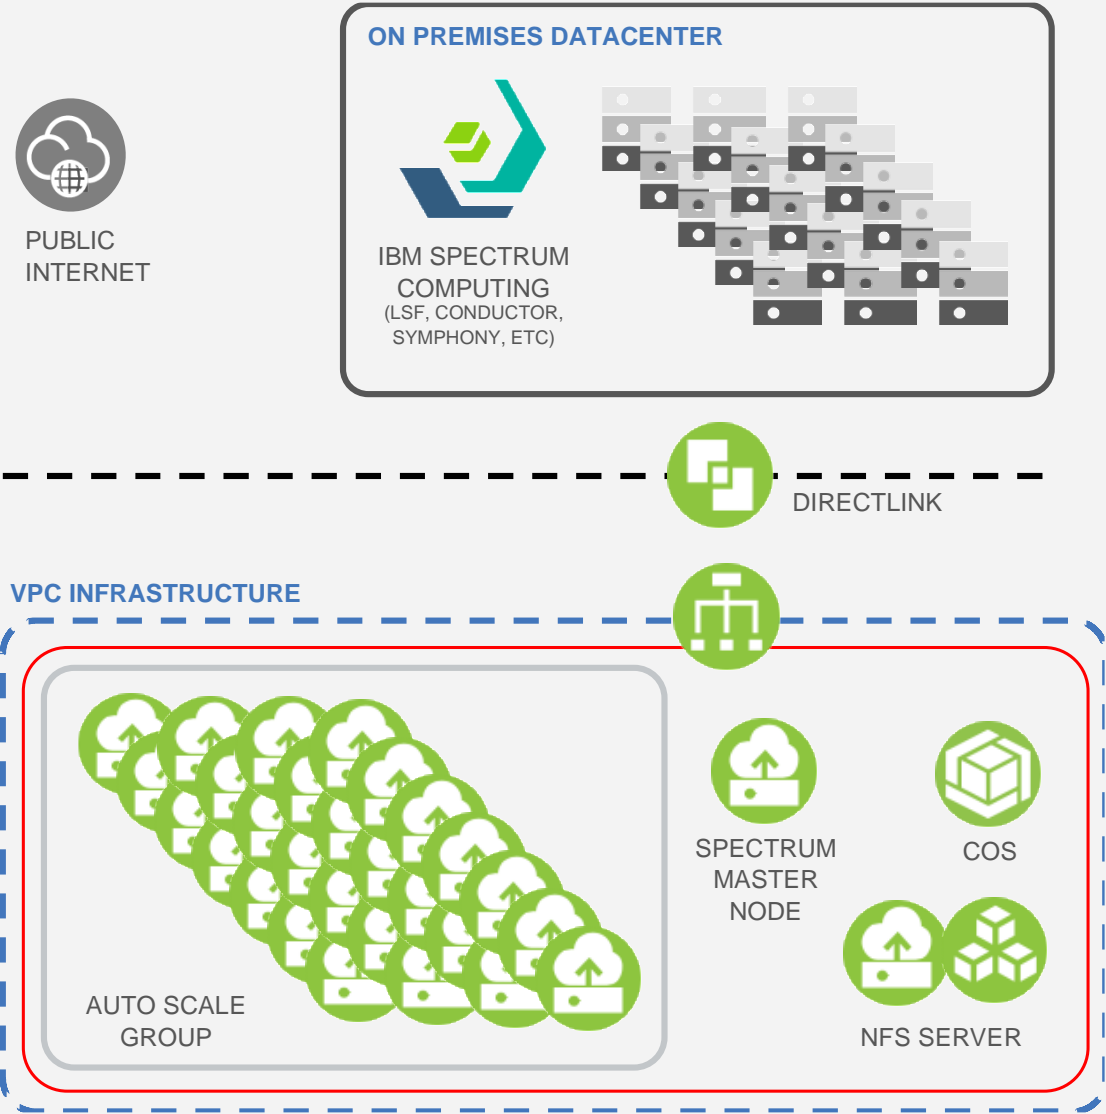 ON PREMISES DATACENTER
PUBLIC
INTERNET
IBM SPECTRUM
COMPUTING
(LSF, CONDUCTOR,
SYMPHONY, ETC)
DIRECTLINK
VPC INFRASTRUCTURE
SPECTRUM
MASTER
NODE
COS
AUTO SCALE
GROUP
NFS SERVER